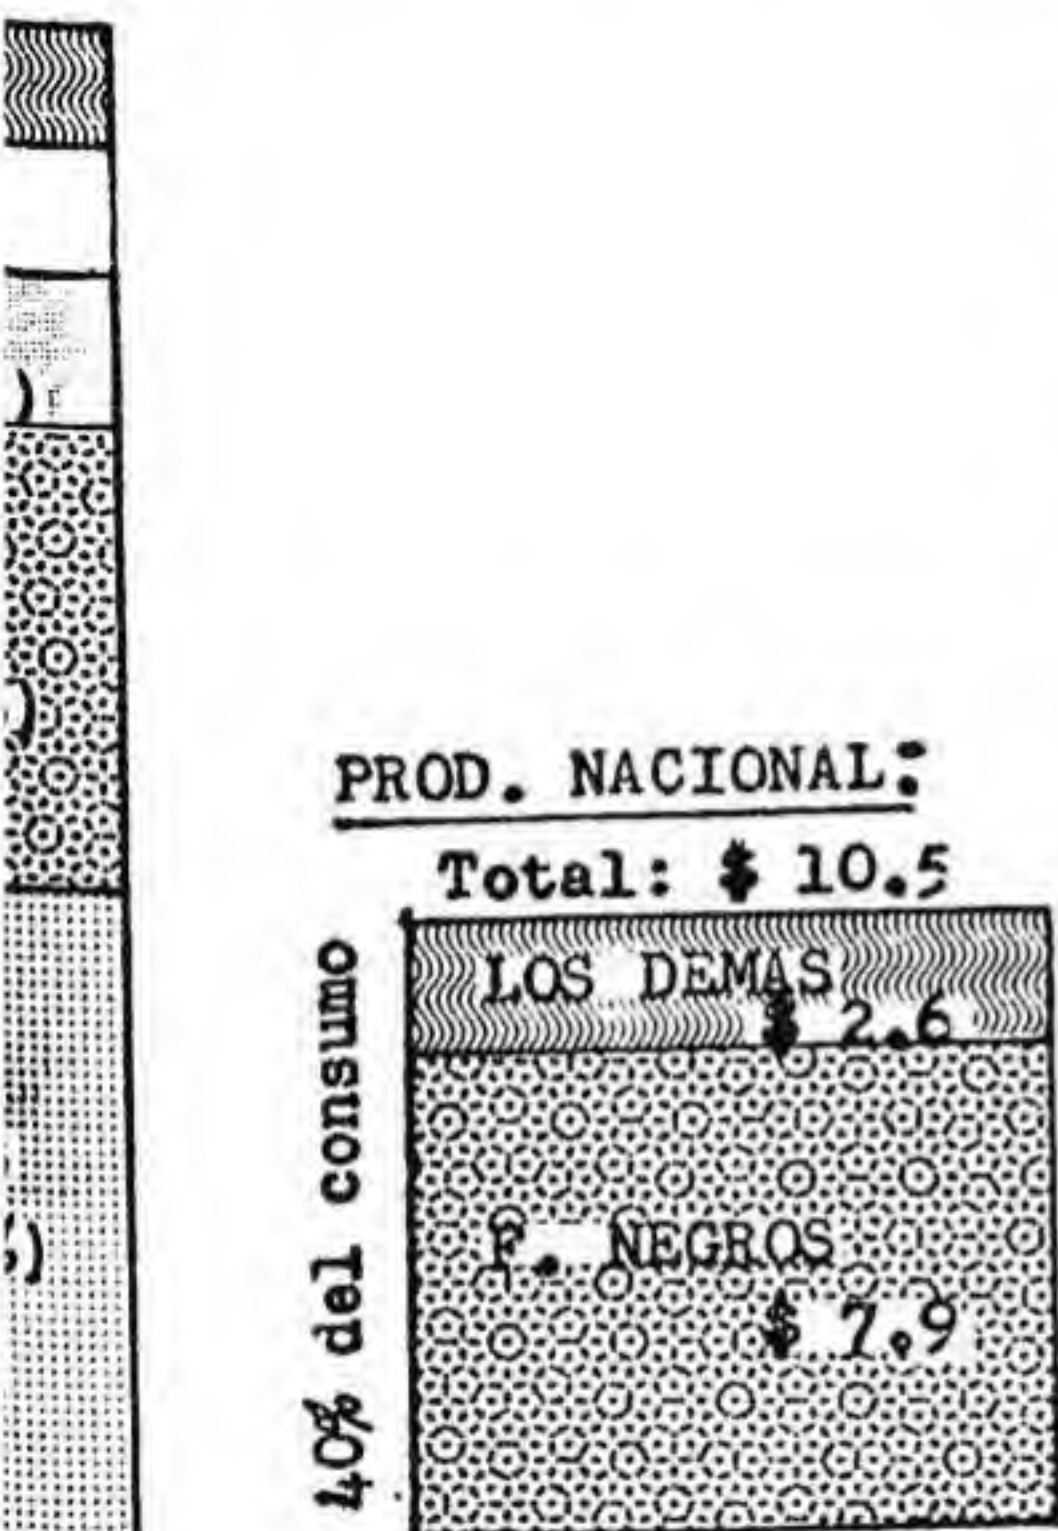 PROD. NACIONAL:
Total: $ 10.5
40% del consumo
LOS DEMAS
$ 2.6
F. NEGROS
$ 7.9